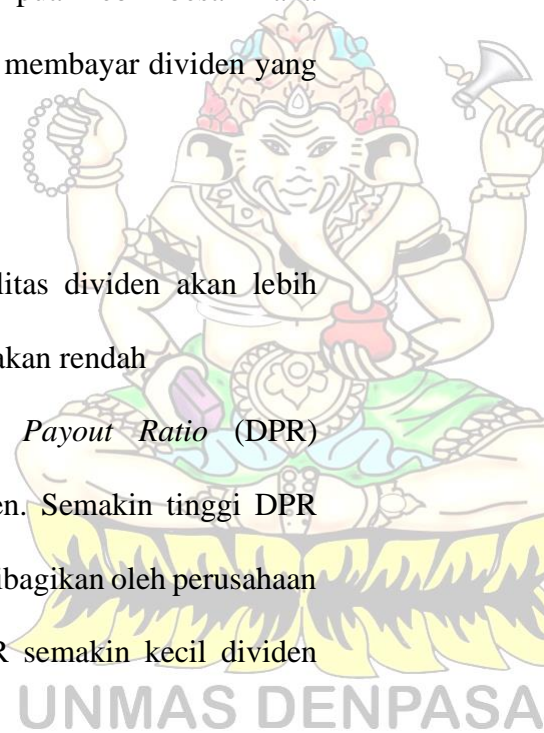 membayar dividen yang
litas dividen akan lebih
akan rendah
Payout Ratio (DPR)
en. Semakin tinggi DPR
ibagikan oleh perusahaan
R semakin kecil dividen
UNMAS DENPASA